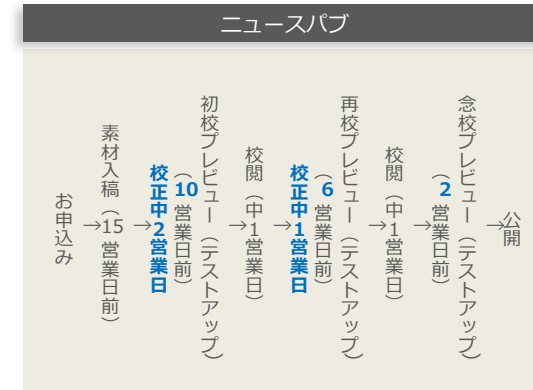 ニュースパブ
お申込み
→
素材入稿（15営業日前）
→
校正中2営業日
初校プレビュー（テストアップ）
（10営業日前）
→
校閲（中1営業日）
→
校正中1営業日
再校プレビュー（テストアップ）
（6営業日前）
→
校閲（中1営業日）
→
念校プレビュー（テストアップ）
（2営業日前）
→
公開